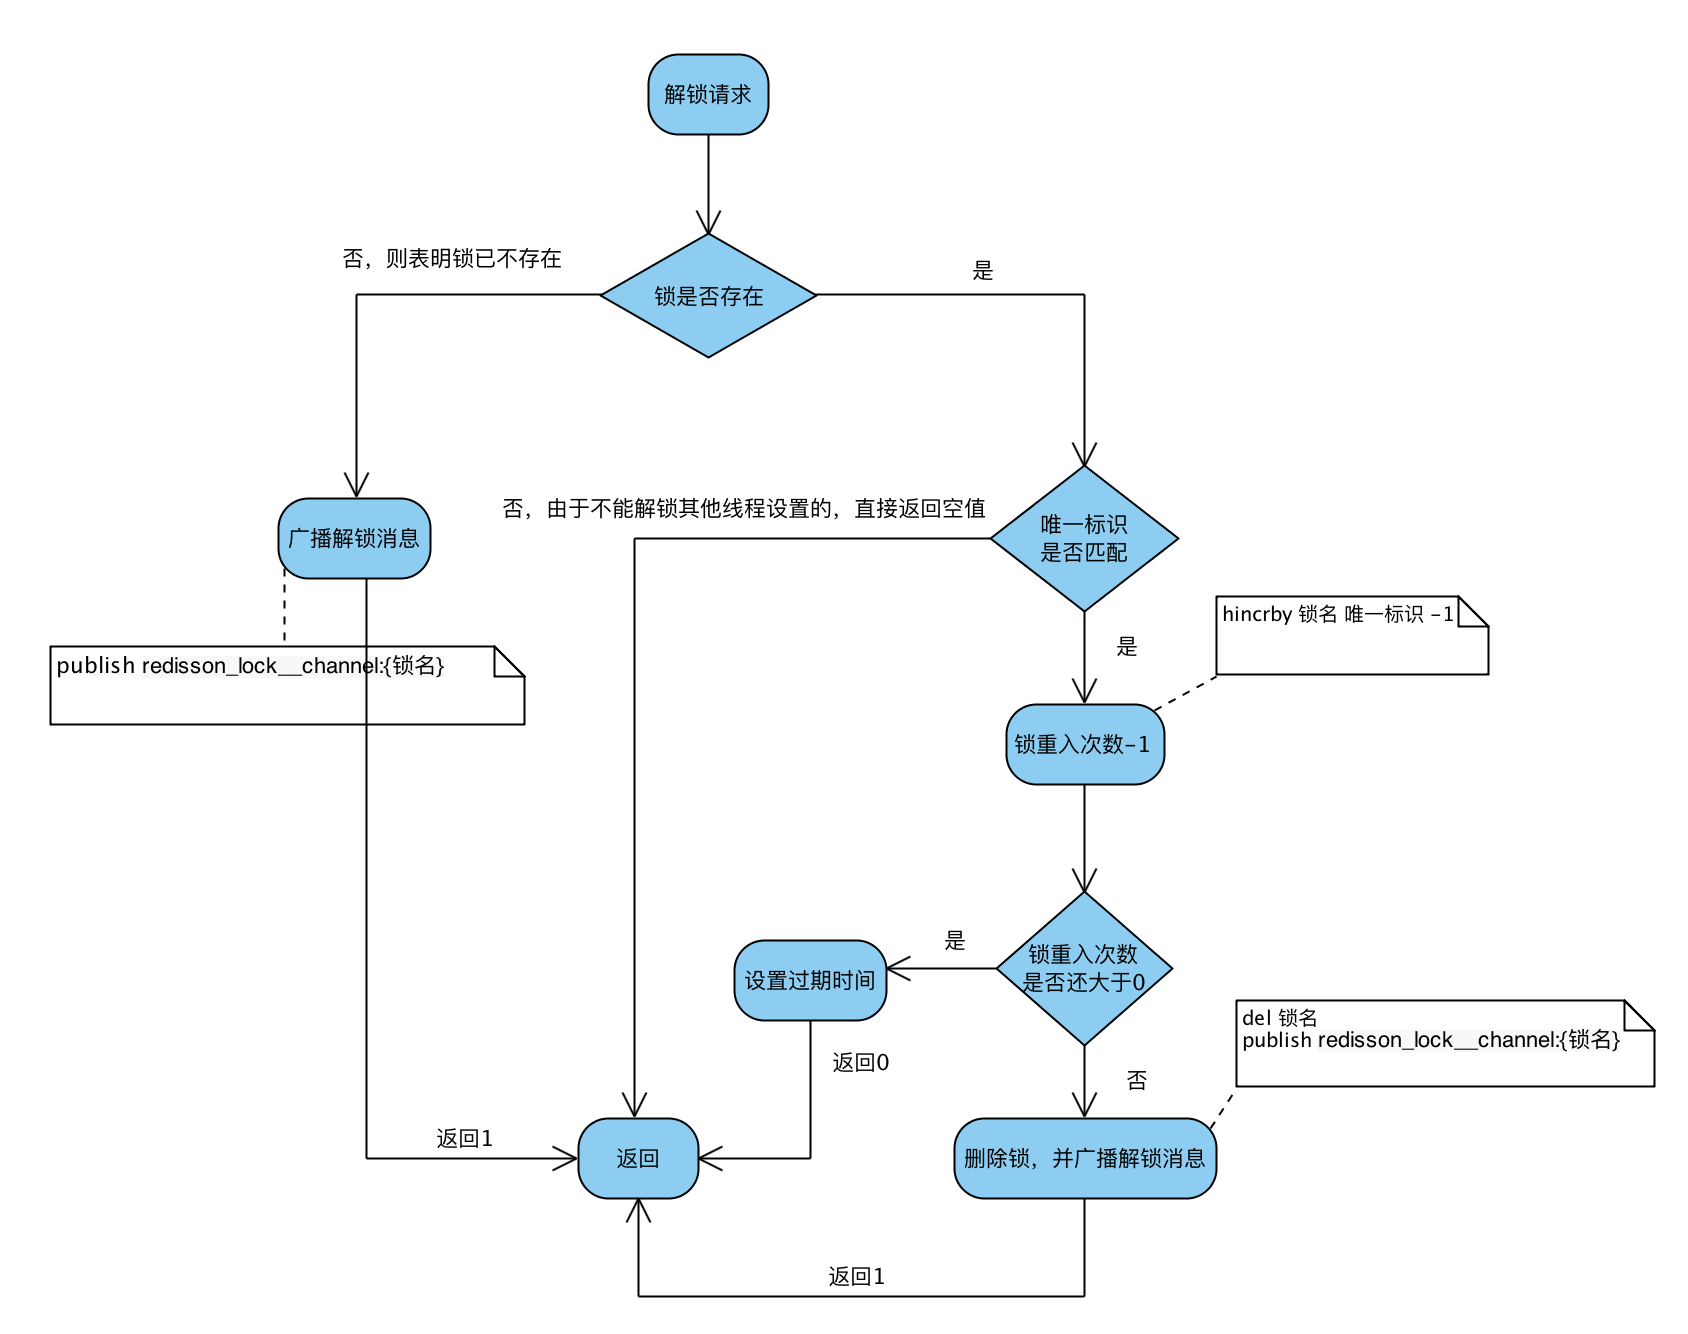 解锁请求
否，则表明锁已不存在
是
锁是否存在
否，由于不能解锁其他线程设置的，直接返回空值
唯一标识
是否匹配
广播解锁消息
hincrby 锁名 唯一标识 -1
是
publish redisson_lock__channel:{锁名}
锁重入次数-1
是
锁重入次数
是否还大于0
设置过期时间
del 锁名
publish redisson_lock__channel:{锁名}
返回0
否
返回1
返回
删除锁，并广播解锁消息
返回1